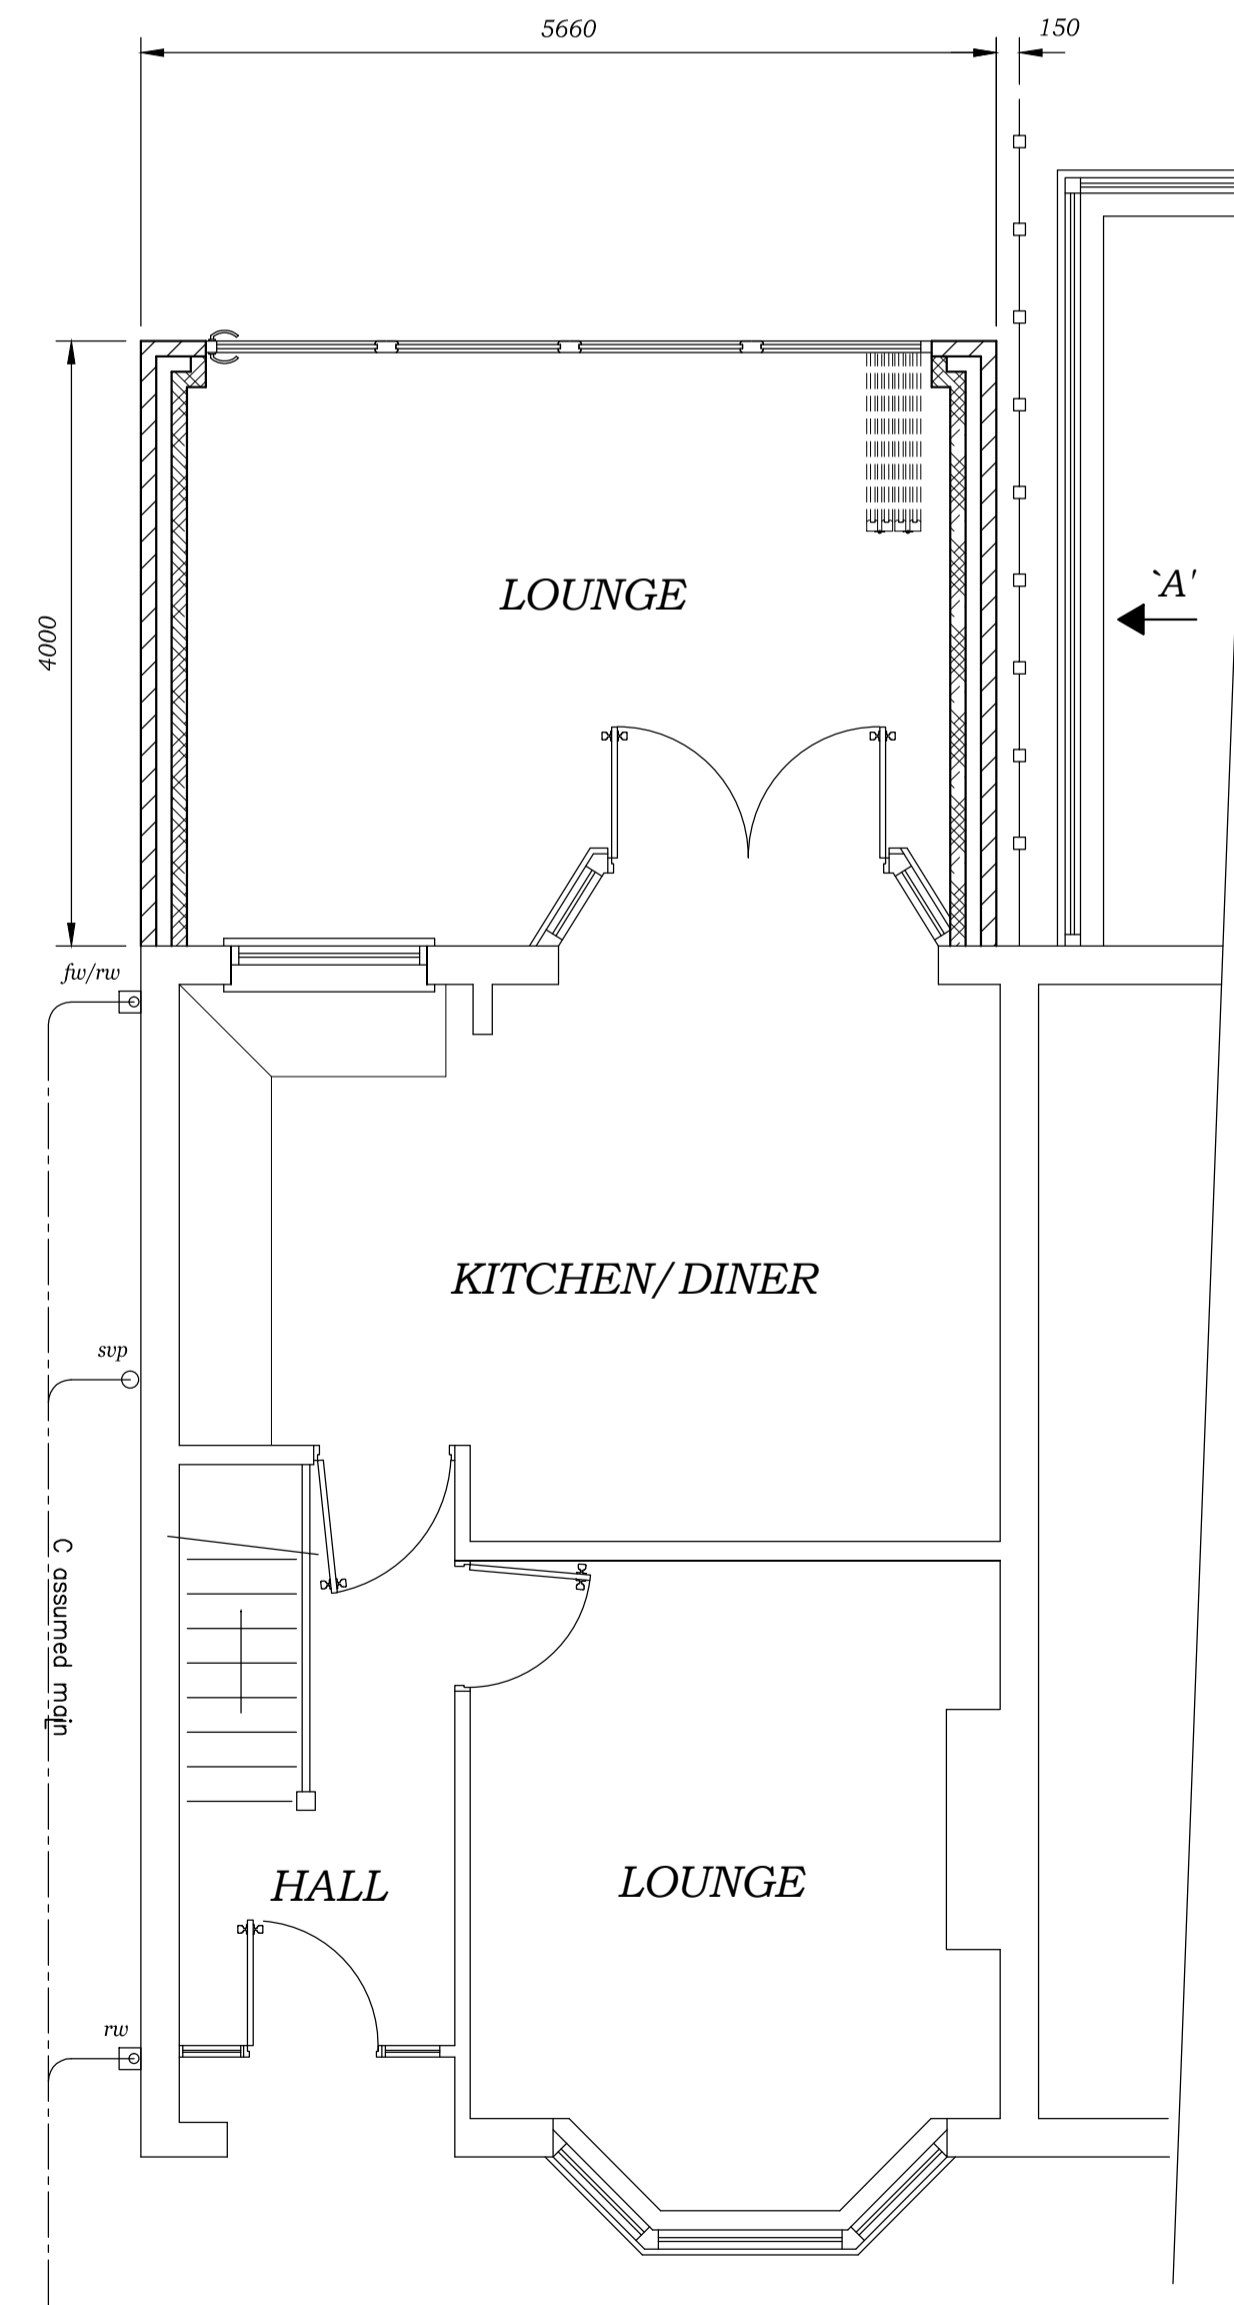 5660
150
4000
LOUNGE
`A'
fw/rw
KITCHEN/DINER
svp
C assumed main
L
HALL
LOUNGE
rw